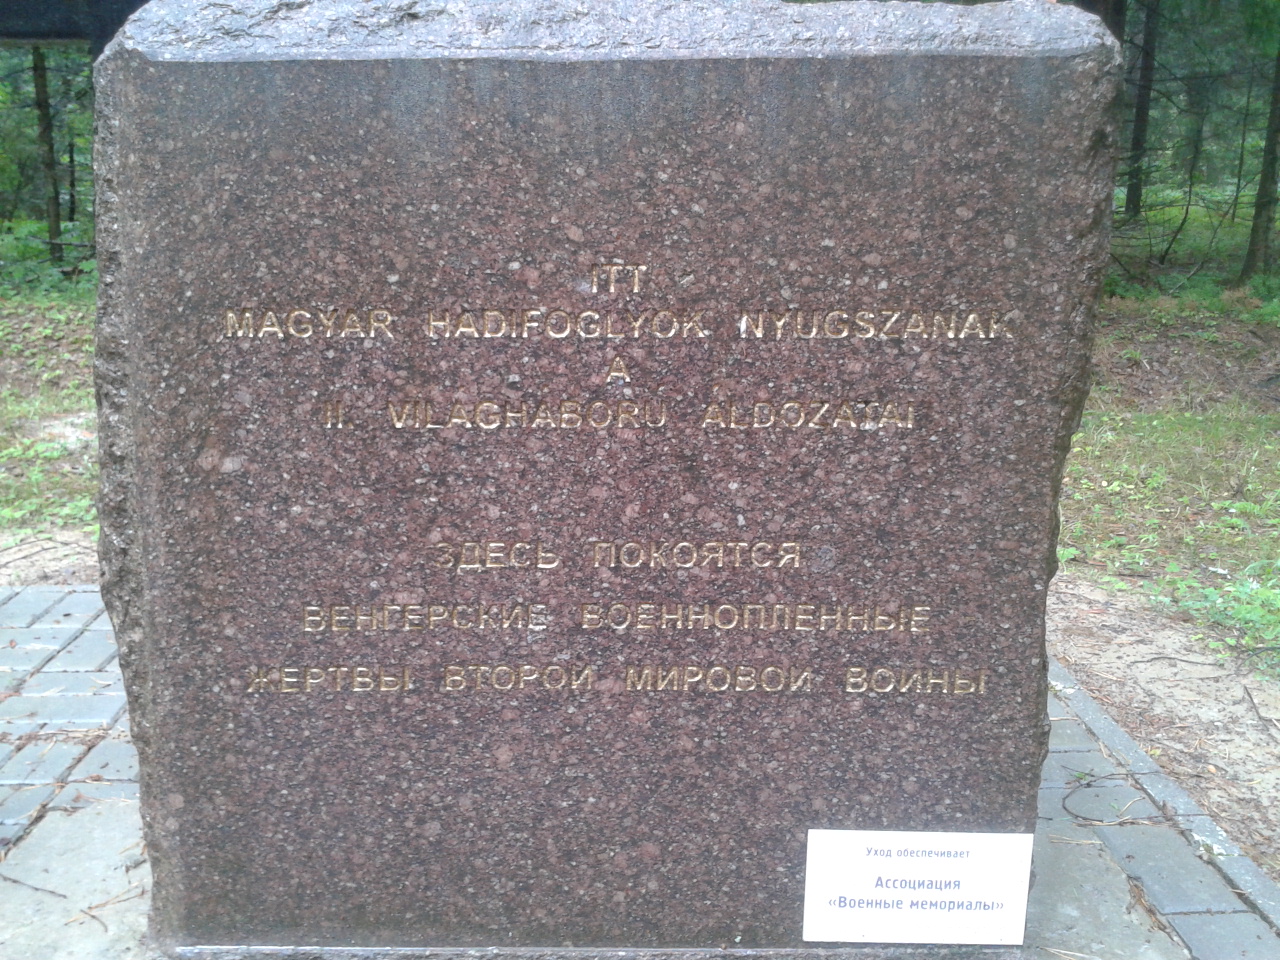 ITT
MAGYAR HADIFOGLYOK NYUGSZANAK
A
II. VILAGHABORU ALDOZATAI
ЗДЕСЬ ПОКОЯТСЯ
ВЕНГЕРСКИЕ ВОЕННОПЛЕННЫЕ
ЖЕРТВЫ ВТОРОЙ МИРОВОЙ ВОЙНЫ
Уход обеспечивает
Ассоциация
«Военные мемориалы»